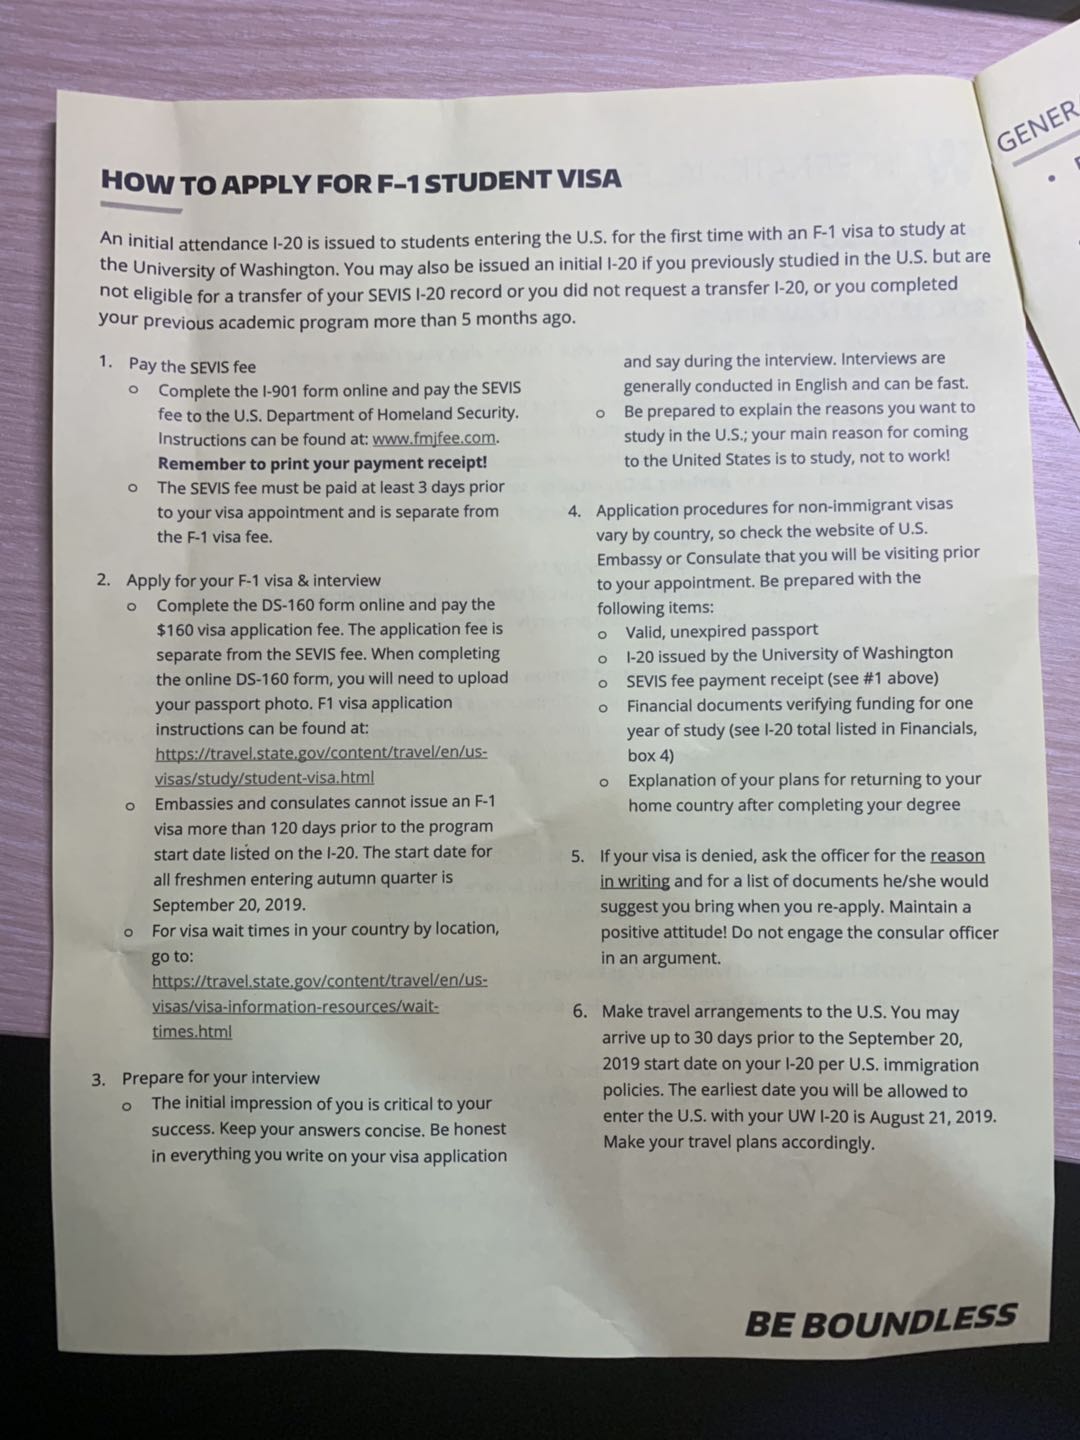 HOW TO APPLY FOR F-1 STUDENT VISA
An initial attendance I-20 is issued to students entering the U.S. for the first time with an F-1 visa to study at
the University of Washington. You may also be issued an initial I-20 if you previously studied in the U.S. but are
not eligible for a transfer of your SEVIS I-20 record or you did not request a transfer I-20, or you completed
your previous academic program more than 5 months ago.
1. Pay the SEVIS fee
o Complete the I-901 form online and pay the SEVIS
fee to the U.S. Department of Homeland Security.
Instructions can be found at: www.fmjfee.com.
Remember to print your payment receipt!
o The SEVIS fee must be paid at least 3 days prior
to your visa appointment and is separate from
the F-1 visa fee.
2. Apply for your F-1 visa & interview
o Complete the DS-160 form online and pay the
$160 visa application fee. The application fee is
separate from the SEVIS fee. When completing
the online DS-160 form, you will need to upload
your passport photo. F1 visa application
instructions can be found at:
https://travel.state.gov/content/travel/en/us-
visas/study/student-visa.html
o Embassies and consulates cannot issue an F-1
visa more than 120 days prior to the program
start date listed on the I-20. The start date for
all freshmen entering autumn quarter is
September 20, 2019.
o For visa wait times in your country by location,
go to:
https://travel.state.gov/content/travel/en/us-
visas/visa-information-resources/wait-
times.html
3. Prepare for your interview
o The initial impression of you is critical to your
success. Keep your answers concise. Be honest
in everything you write on your visa application
and say during the interview. Interviews are
generally conducted in English and can be fast.
o Be prepared to explain the reasons you want to
study in the U.S.; your main reason for coming
to the United States is to study, not to work!
4. Application procedures for non-immigrant visas
vary by country, so check the website of U.S.
Embassy or Consulate that you will be visiting prior
to your appointment. Be prepared with the
following items:
o Valid, unexpired passport
o I-20 issued by the University of Washington
o SEVIS fee payment receipt (see #1 above)
o Financial documents verifying funding for one
year of study (see I-20 total listed in Financials,
box 4)
o Explanation of your plans for returning to your
home country after completing your degree
5. If your visa is denied, ask the officer for the reason
in writing and for a list of documents he/she would
suggest you bring when you re-apply. Maintain a
positive attitude! Do not engage the consular officer
in an argument.
6. Make travel arrangements to the U.S. You may
arrive up to 30 days prior to the September 20,
2019 start date on your I-20 per U.S. immigration
policies. The earliest date you will be allowed to
enter the U.S. with your UW I-20 is August 21, 2019.
Make your travel plans accordingly.
BE BOUNDLESS